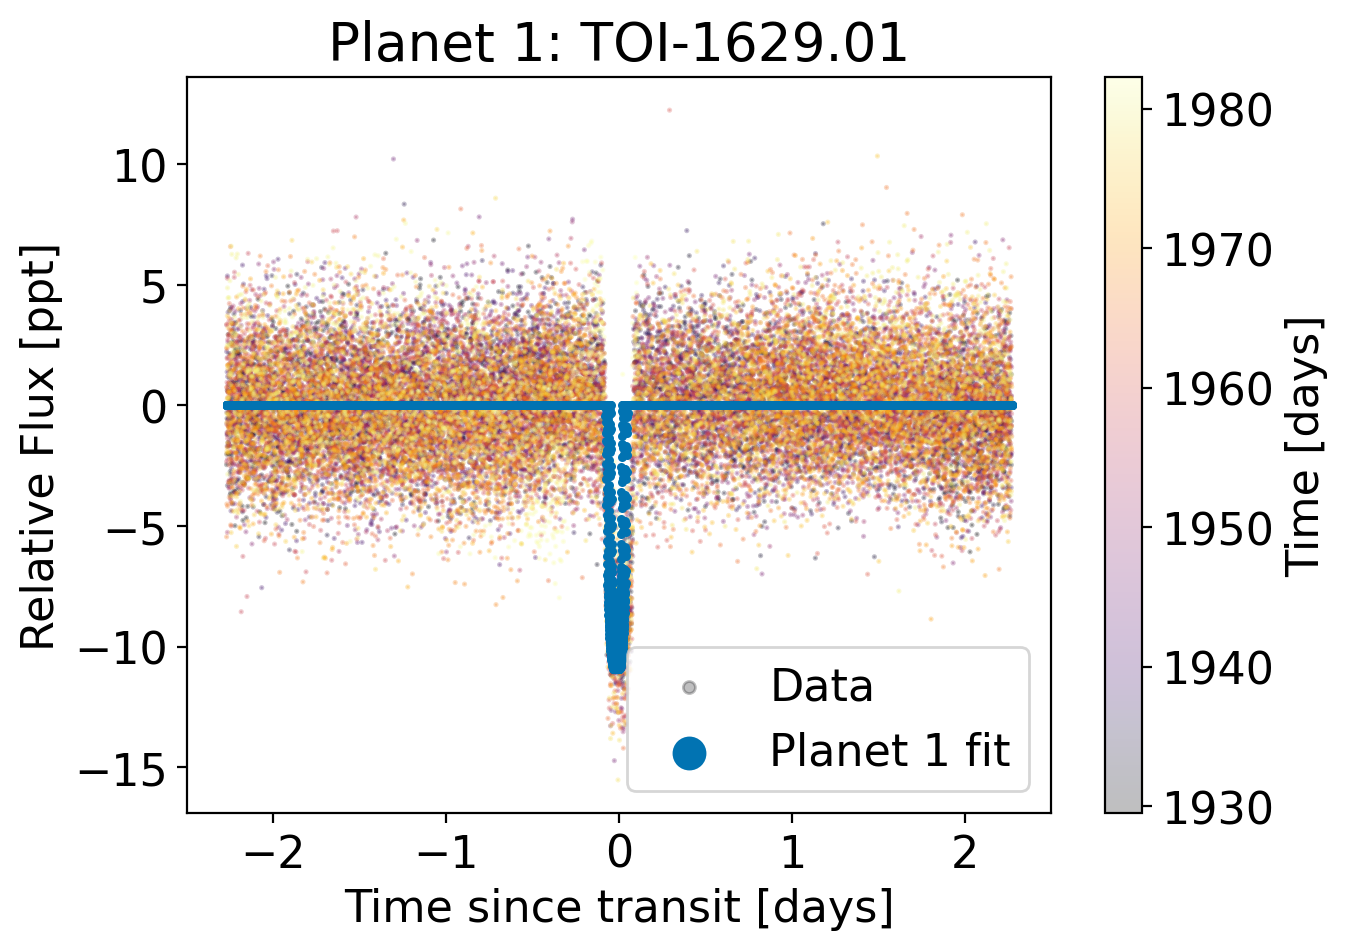 Planet 1: TOI-1629.01
Relative Flux [ppt]
10
5
0
−5
−10
−15
−2
−1
0
1
2
Time since transit [days]
Data
Planet 1 fit
1980
1970
1960
1950
1940
1930
Time [days]